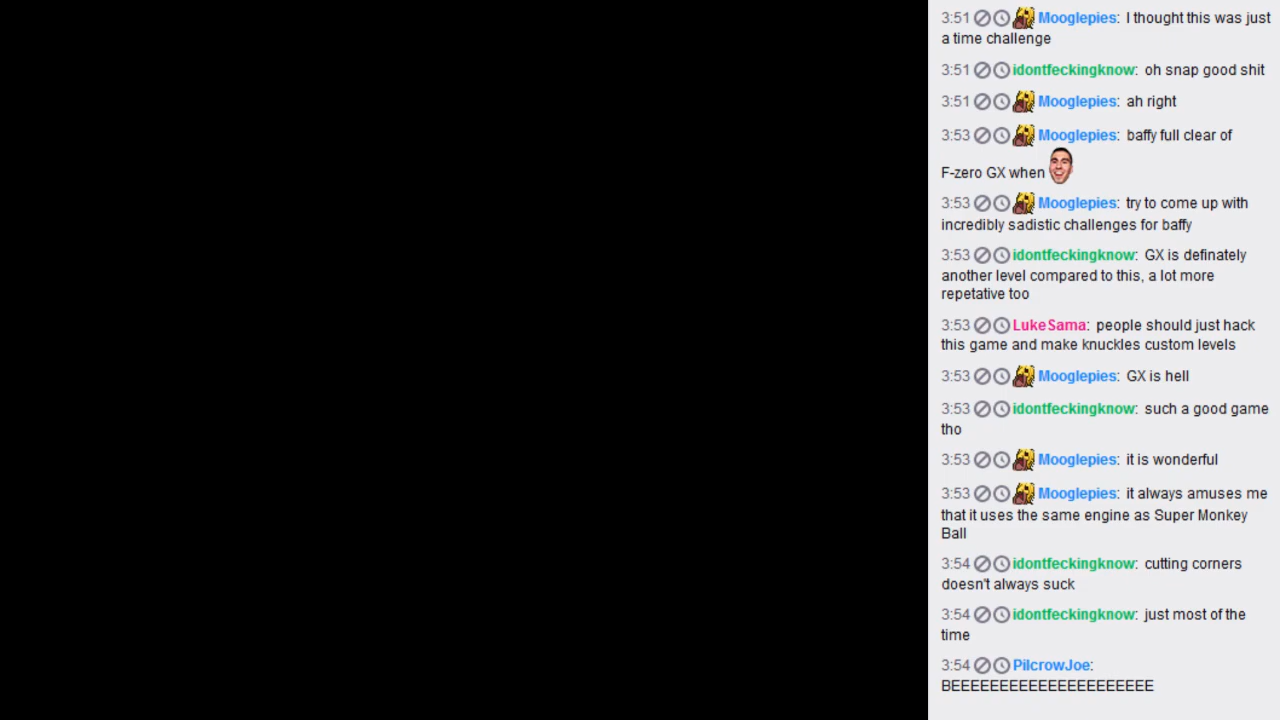 3:51 Mooglepies: I thought this was just
a time challenge
3:51 idontfeckingknow: oh snap good shit
3:51 Mooglepies: ah right
3:53 Mooglepies: baffy full clear of
F-zero GX when
3:53 Mooglepies: try to come up with
incredibly sadistic challenges for baffy
3:53 idontfeckingknow: GX is definately
another level compared to this, a lot more
repetative too
3:53 LukeSama: people should just hack
this game and make knuckles custom levels
3:53 Mooglepies: GX is hell
3:53 idontfeckingknow: such a good game
tho
3:53 Mooglepies: it is wonderful
3:53 Mooglepies: it always amuses me
that it uses the same engine as Super Monkey
Ball
3:54 idontfeckingknow: cutting corners
doesn't always suck
3:54 idontfeckingknow: just most of the
time
3:54 PilcrowJoe:
BEEEEEEEEEEEEEEEEEEEEE